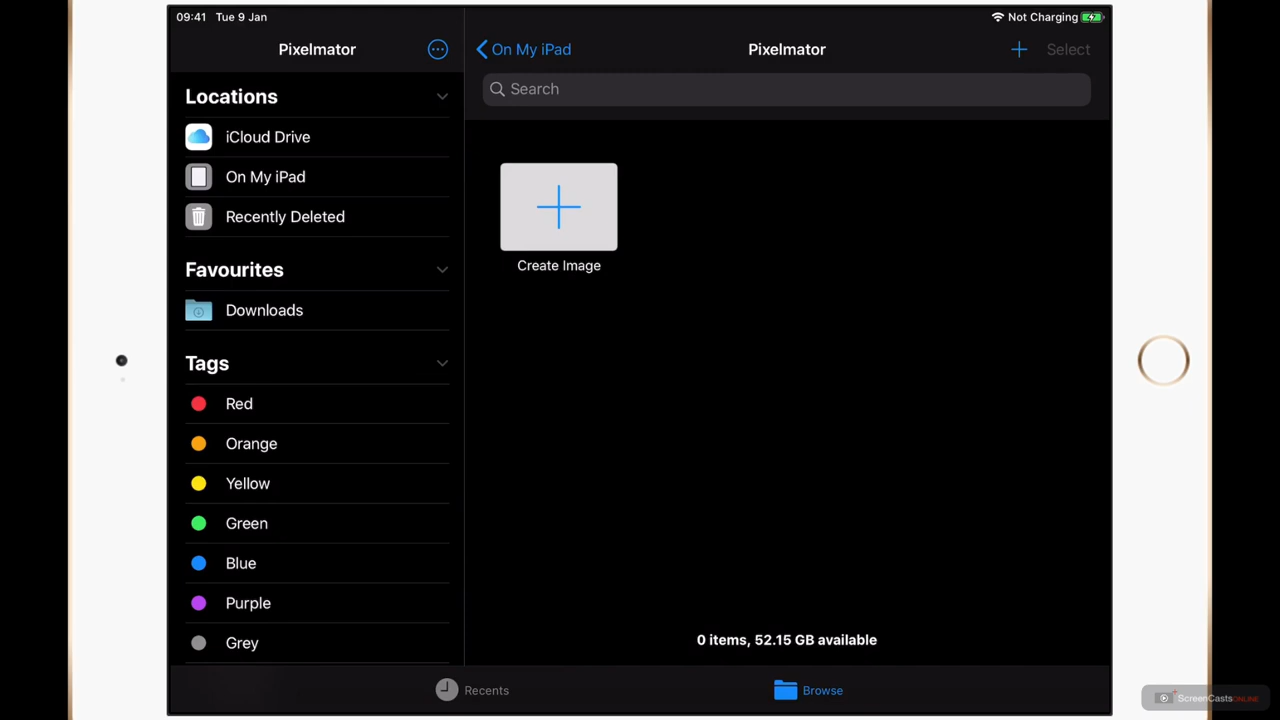 09:41 Tue 9 Jan
Not Charging
Pixelmator
On My iPad
Pixelmator
Select
Search
Locations
iCloud Drive
On My iPad
Recently Deleted
Favourites
Downloads
Tags
Red
Orange
Yellow
Green
Blue
Purple
Grey
Create Image
0 items, 52.15 GB available
Recents
Browse
ScreenCastsONLINE